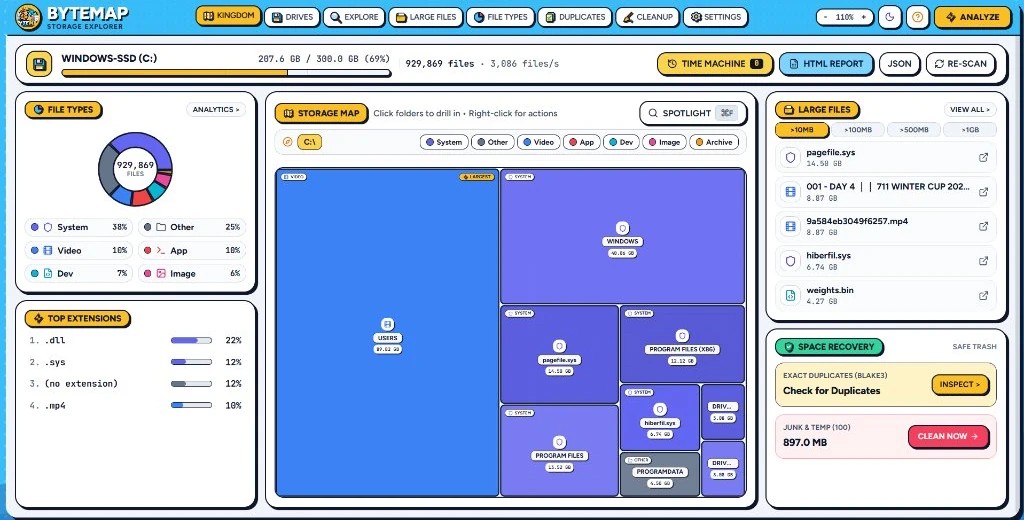 BYTEMAP
STORAGE EXPLORER
KINGDOM
DRIVES
EXPLORE
LARGE FILES
FILE TYPES
DUPLICATES
CLEANUP
SETTINGS
- 110% +
ANALYZE
WINDOWS-SSD (C:)
207.6 GB / 300.0 GB (69%)
929,869 files · 3,086 files/s
TIME MACHINE 0
HTML REPORT
JSON
RE-SCAN
FILE TYPES
ANALYTICS >
929,869
FILES
System 38%
Other 25%
Video 10%
App 10%
Dev 7%
Image 6%
TOP EXTENSIONS
1. .dll 22%
2. .sys 12%
3. (no extension) 12%
4. .mp4 10%
STORAGE MAP
Click folders to drill in • Right-click for actions
SPOTLIGHT ⌘F
C:\
System
Other
Video
App
Dev
Image
Archive
VIDEO
LARGEST
USERS
89.02 GB
SYSTEM
WINDOWS
SYSTEM
pagefile.sys
14.58 GB
SYSTEM
PROGRAM FILES (X86)
12.12 GB
SYSTEM
PROGRAM FILES
13.52 GB
SYSTEM
hiberfil.sys
6.74 GB
DRIV...
OTHER
PROGRAMDATA
DRIV...
LARGE FILES
VIEW ALL >
>10MB
>100MB
>500MB
>1GB
pagefile.sys
14.58 GB
001 - DAY 4 ｜｜ 711 WINTER CUP 202...
8.87 GB
9a584eb3049f6257.mp4
8.87 GB
hiberfil.sys
6.74 GB
weights.bin
4.27 GB
SPACE RECOVERY
SAFE TRASH
EXACT DUPLICATES (BLAKE3)
Check for Duplicates
INSPECT >
JUNK & TEMP (100)
897.0 MB
CLEAN NOW →